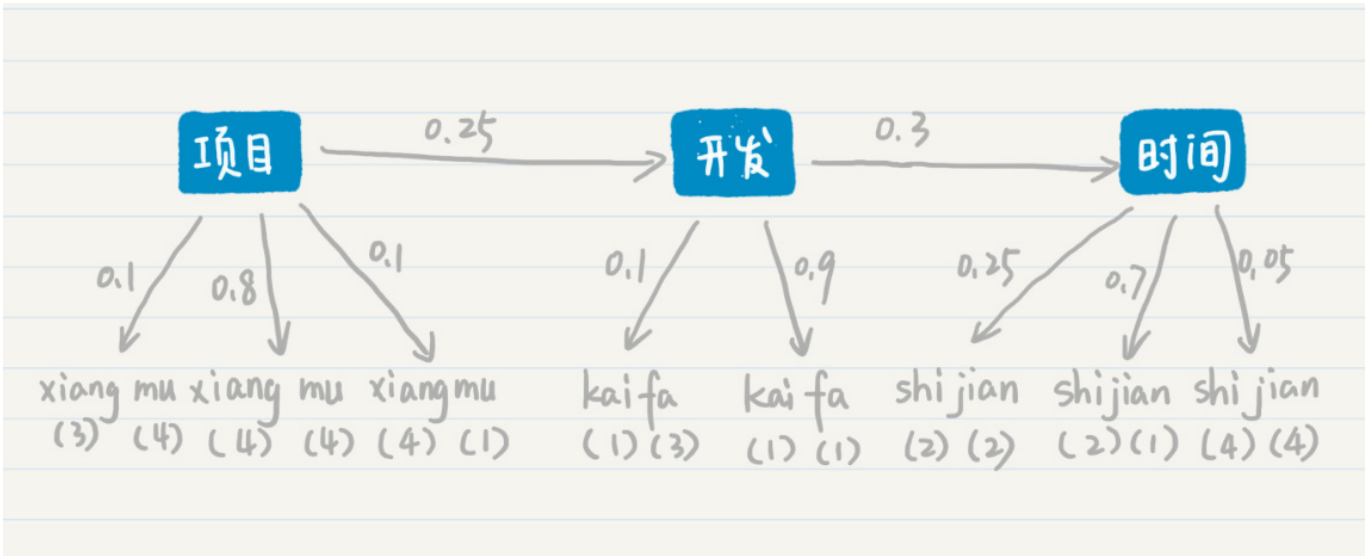 0.25 0.3
项目 开发 时间
0.1 0.8 0.1 0.1 0.9 0.25 0.7 0.05
xiang mu xiang mu xiangmu kaifa kai fa shijian shijian shijian
(3) (4) (4) (4) (4) (1) (1) (3) (1) (1) (2) (2) (2) (1) (4) (4)